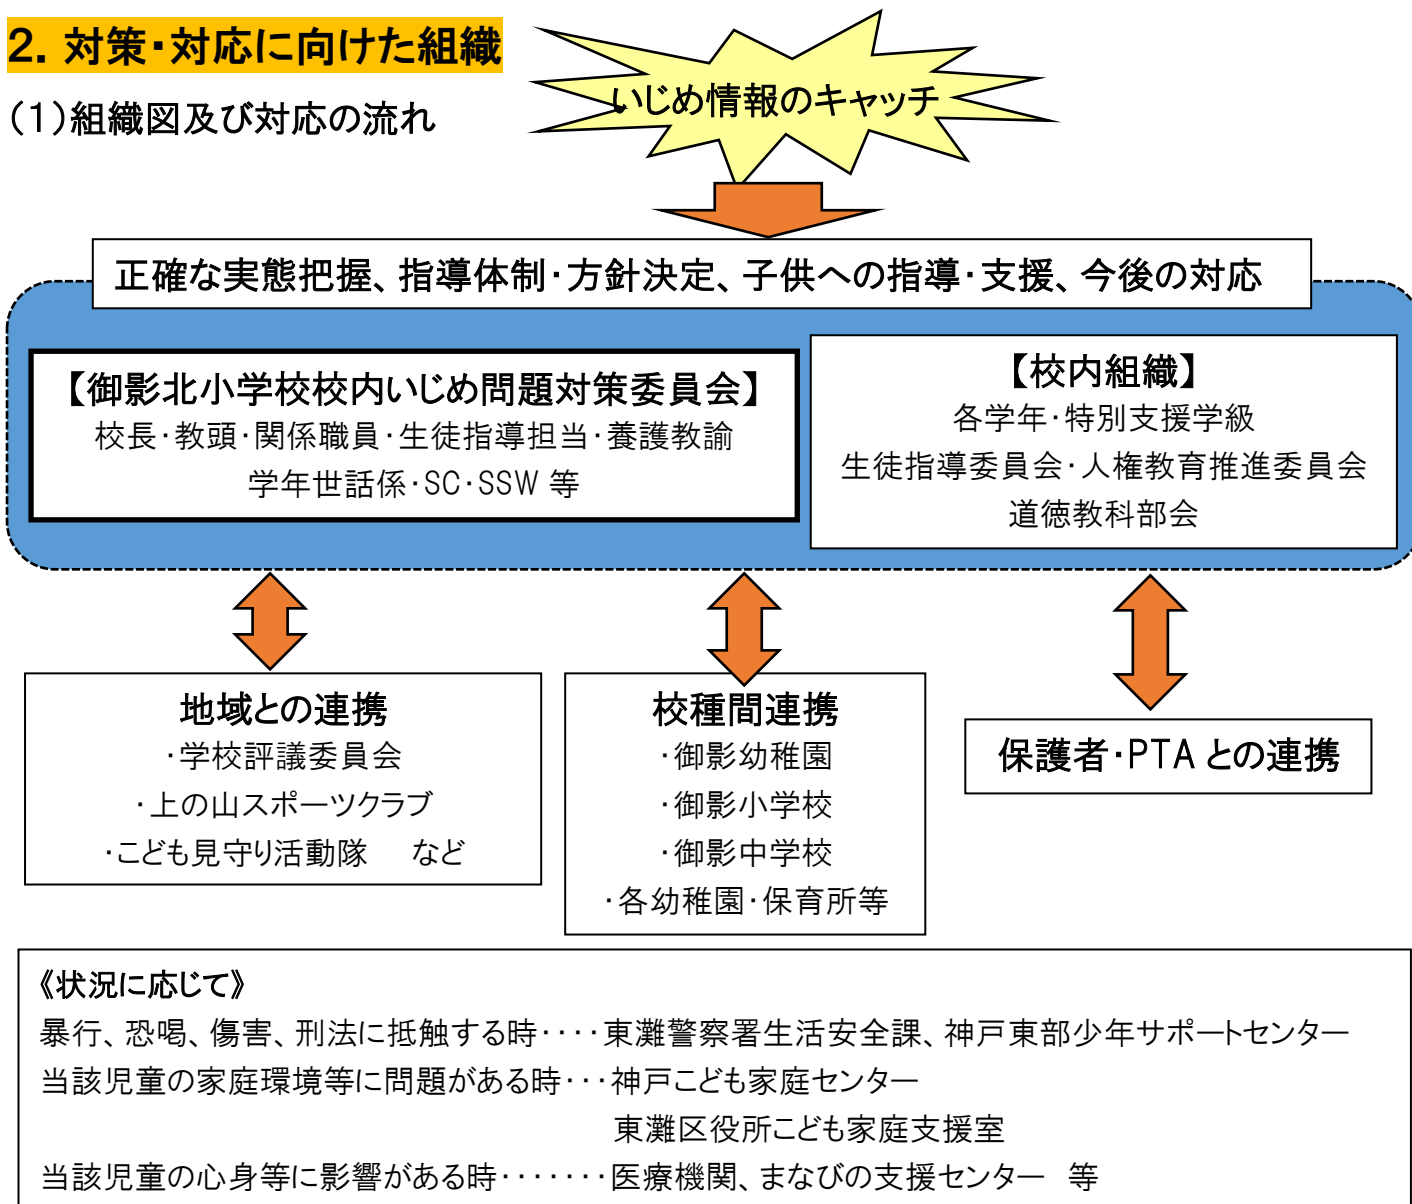 2. 対策・対応に向けた組織
(1)組織図及び対応の流れ
いじめ情報のキャッチ
正確な実態把握、指導体制・方針決定、子供への指導・支援、今後の対応
【御影北小学校校内いじめ問題対策委員会】
校長・教頭・関係職員・生徒指導担当・養護教諭
学年世話係・SC・SSW 等
【校内組織】
各学年・特別支援学級
生徒指導委員会・人権教育推進委員会
道徳教科部会
地域との連携
・学校評議委員会
・上の山スポーツクラブ
・こども見守り活動隊　など
校種間連携
・御影幼稚園
・御影小学校
・御影中学校
・各幼稚園・保育所等
保護者・PTA との連携
《状況に応じて》
暴行、恐喝、傷害、刑法に抵触する時・・・・東灘警察署生活安全課、神戸東部少年サポートセンター
当該児童の家庭環境等に問題がある時・・・神戸こども家庭センター
東灘区役所こども家庭支援室
当該児童の心身等に影響がある時・・・・・・・医療機関、まなびの支援センター　等